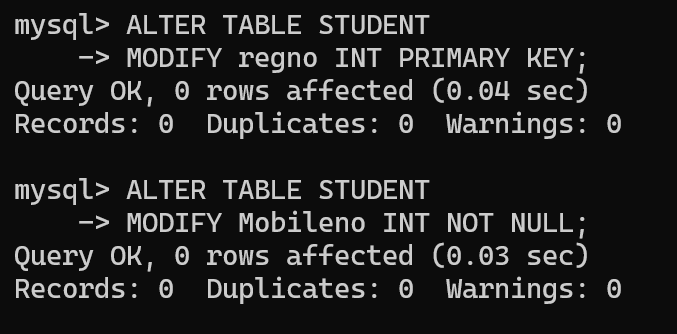 mysql> ALTER TABLE STUDENT
    -> MODIFY regno INT PRIMARY KEY;
Query OK, 0 rows affected (0.04 sec)
Records: 0  Duplicates: 0  Warnings: 0

mysql> ALTER TABLE STUDENT
    -> MODIFY Mobileno INT NOT NULL;
Query OK, 0 rows affected (0.03 sec)
Records: 0  Duplicates: 0  Warnings: 0